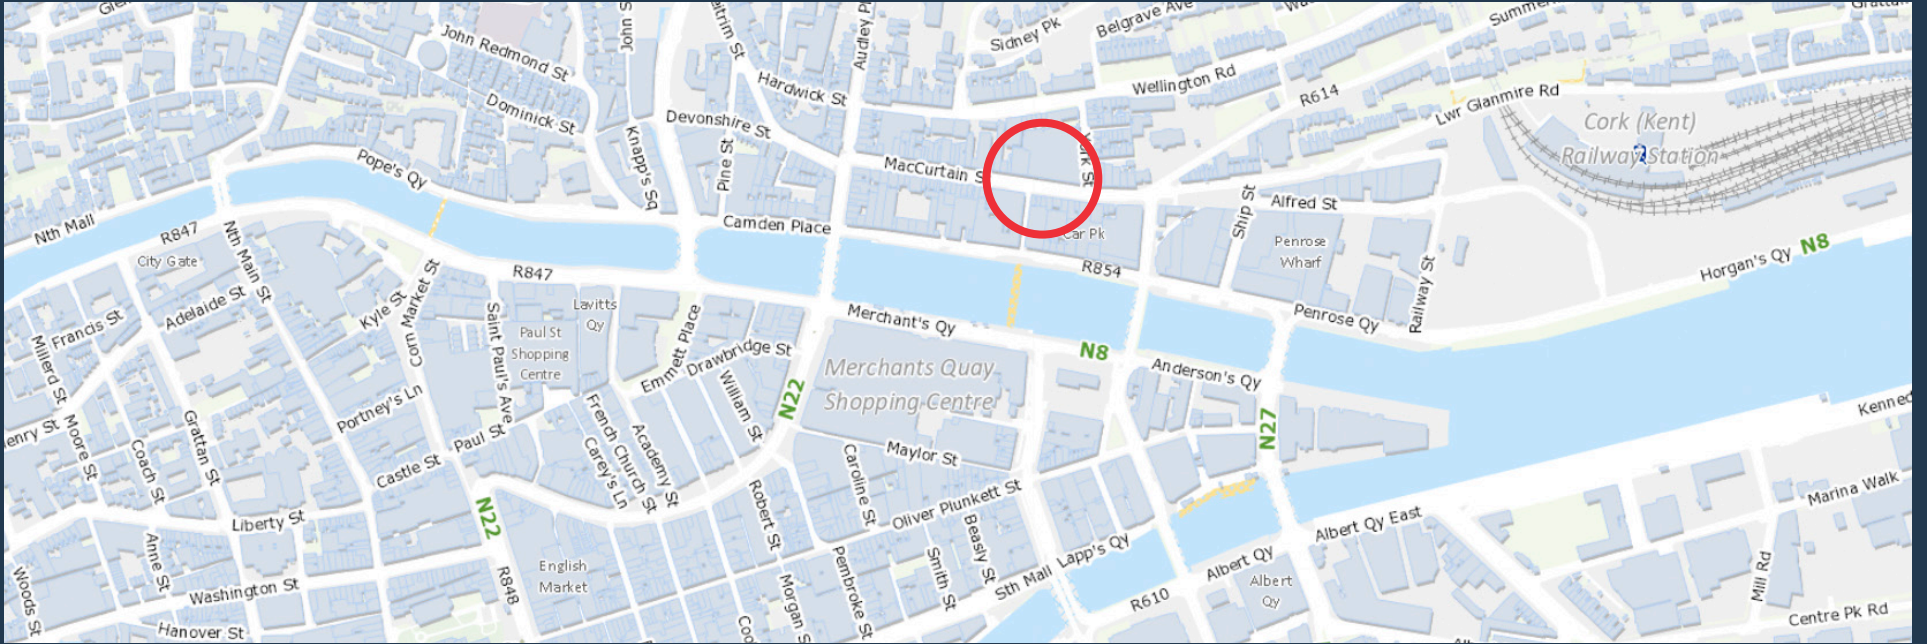 Gle
John Redmond St
John S
aitrim St
Audley Pl
Sidney Pk
Belgrave Ave
Summer
Grattan
Hardwick St
Wellington Rd
R614
Lwr Glanmire Rd
Dominick St
Devonshire St
Cork (Kent)
Railway Station
Knapp's Sq
Pine St
MacCurtain S
York St
Pope's Qy
Ship St
Alfred St
Nth Mall
R847
Nth Main St
Camden Place
Car Pk
Penrose
Wharf
City Gate
R847
R854
Horgan's Qy
N8
Railway St
Adelaide St
Kyle St
Corn Market St
Saint Paul's Ave
Lavitts
Qy
Emmett Place
Merchant's Qy
Penrose Qy
Francis St
Millerd St
Paul St
Shopping
Centre
Drawbridge St
N22
Merchants Quay
Shopping Centre
N8
Anderson's Qy
N27
William St
Portney's Ln
French Church St
Carey's Ln
Academy St
Kenned
enry St
Moore St
Coach St
Grattan St
Castle St
Paul St
Maylor St
Caroline St
Oliver Plunkett St
Marina Walk
N22
Liberty St
Robert St
Beasly St
Smith St
Albert Qy East
Anne St
English
Market
Pembroke St
Morgan S
Sth Mall
Lapp's Qy
Albert Qy
Albert
Qy
Mill Rd
Woods St
Washington St
R848
R610
Hanover St
Centre Pk Rd